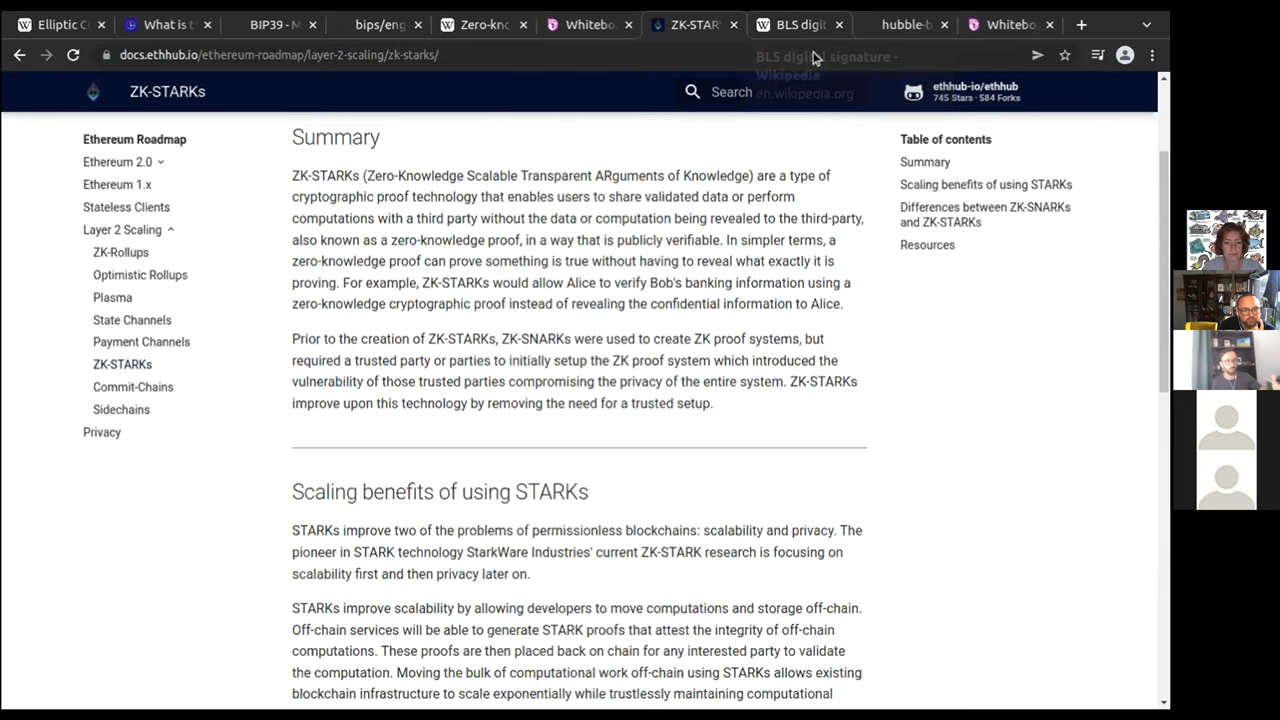 Elliptic C
What is t
BIP39 - M
bips/eng
Zero-kno
Whitebo
ZK-STAR
BLS digit
hubble-b
Whitebo
docs.ethhub.io/ethereum-roadmap/layer-2-scaling/zk-starks/
BLS digital signature -
Wikipedia
en.wikipedia.org
ZK-STARKs
Search
ethhub-io/ethhub
745 Stars · 584 Forks
Ethereum Roadmap
Ethereum 2.0
Ethereum 1.x
Stateless Clients
Layer 2 Scaling
ZK-Rollups
Optimistic Rollups
Plasma
State Channels
Payment Channels
ZK-STARKs
Commit-Chains
Sidechains
Privacy
Summary
ZK-STARKs (Zero-Knowledge Scalable Transparent ARguments of Knowledge) are a type of
cryptographic proof technology that enables users to share validated data or perform
computations with a third party without the data or computation being revealed to the third-party,
also known as a zero-knowledge proof, in a way that is publicly verifiable. In simpler terms, a
zero-knowledge proof can prove something is true without having to reveal what exactly it is
proving. For example, ZK-STARKs would allow Alice to verify Bob's banking information using a
zero-knowledge cryptographic proof instead of revealing the confidential information to Alice.
Prior to the creation of ZK-STARKs, ZK-SNARKs were used to create ZK proof systems, but
required a trusted party or parties to initially setup the ZK proof system which introduced the
vulnerability of those trusted parties compromising the privacy of the entire system. ZK-STARKs
improve upon this technology by removing the need for a trusted setup.
Scaling benefits of using STARKs
STARKs improve two of the problems of permissionless blockchains: scalability and privacy. The
pioneer in STARK technology StarkWare Industries' current ZK-STARK research is focusing on
scalability first and then privacy later on.
STARKs improve scalability by allowing developers to move computations and storage off-chain.
Off-chain services will be able to generate STARK proofs that attest the integrity of off-chain
computations. These proofs are then placed back on chain for any interested party to validate
the computation. Moving the bulk of computational work off-chain using STARKs allows existing
blockchain infrastructure to scale exponentially while trustlessly maintaining computational
Table of contents
Summary
Scaling benefits of using STARKs
Differences between ZK-SNARKs
and ZK-STARKs
Resources